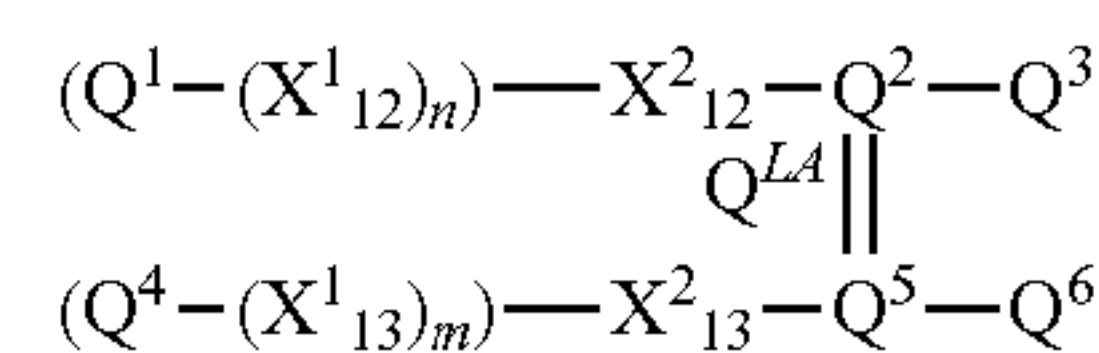 (Q¹—(X¹₁₂)ₙ)—X²₁₂—Q²—Q³
Q^LA
(Q⁴—(X¹₁₃)ₘ)—X²₁₃—Q⁵—Q⁶